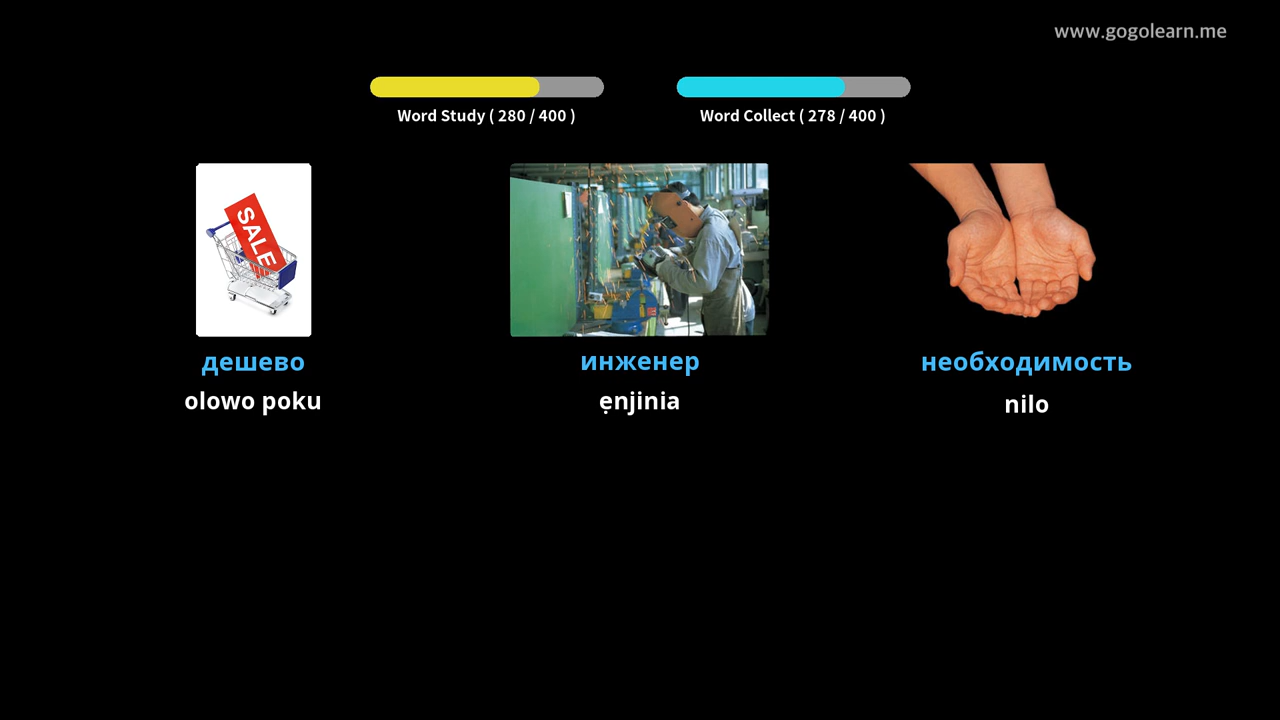 www.gogolearn.me
Word Study ( 280 / 400 )
Word Collect ( 278 / 400 )
SALE
дешево
инженер
необходимость
olowo poku
ẹnjinia
nilo